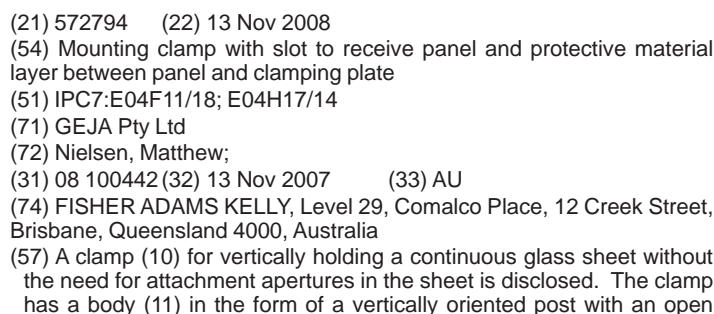 (21) 572794 (22) 13 Nov 2008
(54) Mounting clamp with slot to receive panel and protective material
layer between panel and clamping plate
(51) IPC7:E04F11/18; E04H17/14
(71) GEJA Pty Ltd
(72) Nielsen, Matthew;
(31) 08 100442 (32) 13 Nov 2007 (33) AU
(74) FISHER ADAMS KELLY, Level 29, Comalco Place, 12 Creek Street,
Brisbane, Queensland 4000, Australia
(57) A clamp (10) for vertically holding a continuous glass sheet without
the need for attachment apertures in the sheet is disclosed. The clamp
has a body (11) in the form of a vertically oriented post with an open